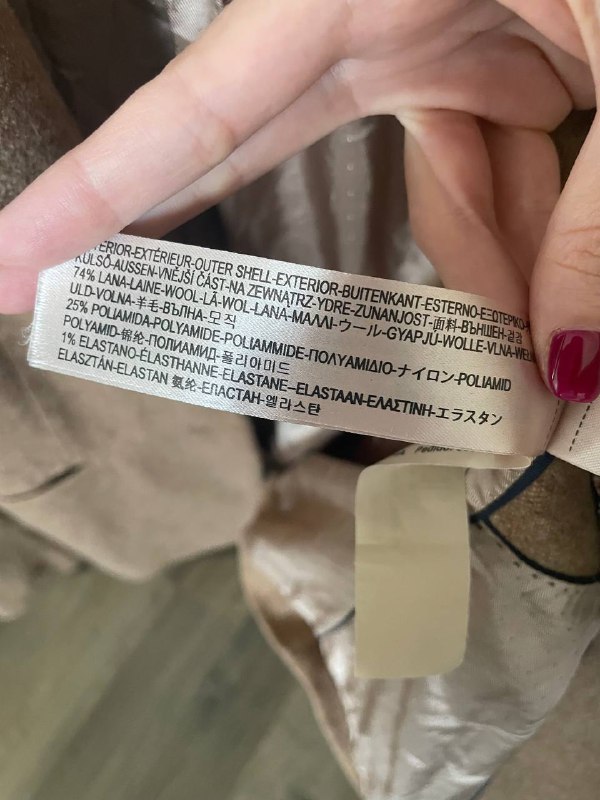 EXTÉRIEUR-OUTER SHELL-EXTERIOR-BUITENKANT-ESTERNO-ΕΞΩΤΕΡΙΚΟ-
KÜLSŐ-AUSSEN-VNĚJŠÍ ČÁST-NA ZEWNĄTRZ-YDRE-ZUNANJOST-面料-ВЪНШЕН-겉감
74% LANA-LAINE-WOOL-LÃ-WOL-LANA-ΜΑΛΛΙ-ウール-GYAPJÚ-WOLLE-VLNA-
ULD-VOLNA-羊毛-ВЪЛНА-모직
25% POLIAMIDA-POLYAMIDE-POLIAMMIDE-ΠΟΛΥΑΜΙΔΙΟ-ナイロン-POLIAMID
POLYAMID-锦纶-ПОЛИАМИД-폴리아미드
1% ELASTANO-ÉLASTHANNE-ELASTANE-ELASTAAN-ΕΛΑΣΤΙΝΗ-エラスタン
ELASZTÁN-ELASTAN 氨纶-ЕЛАСТАН-엘라스탄